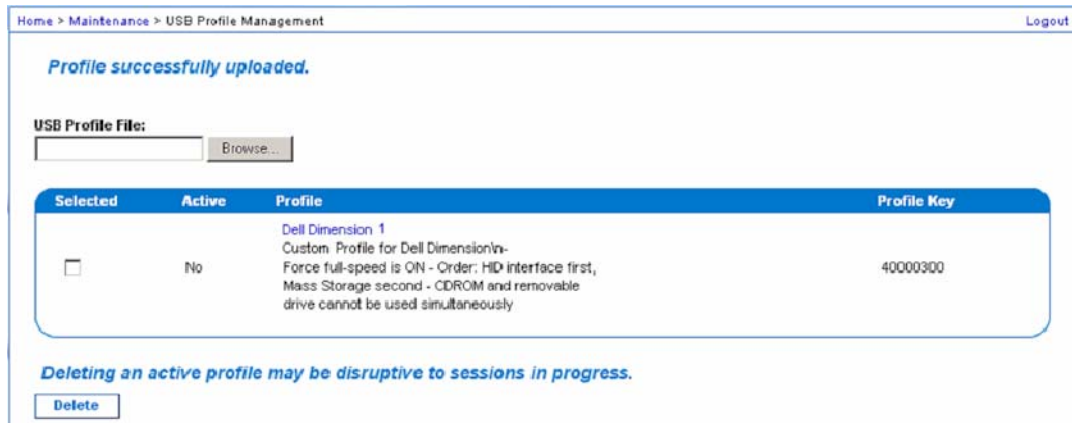 Home > Maintenance > USB Profile Management Logout
Profile successfully uploaded.
USB Profile File:
Browse...
Selected Active Profile Profile Key
Dell Dimension 1
Custom Profile for Dell Dimension\n-
Force full-speed is ON - Order: HID interface first,
Mass Storage second - CDROM and removable
drive cannot be used simultaneously
No
40000300
Deleting an active profile may be disruptive to sessions in progress.
Delete